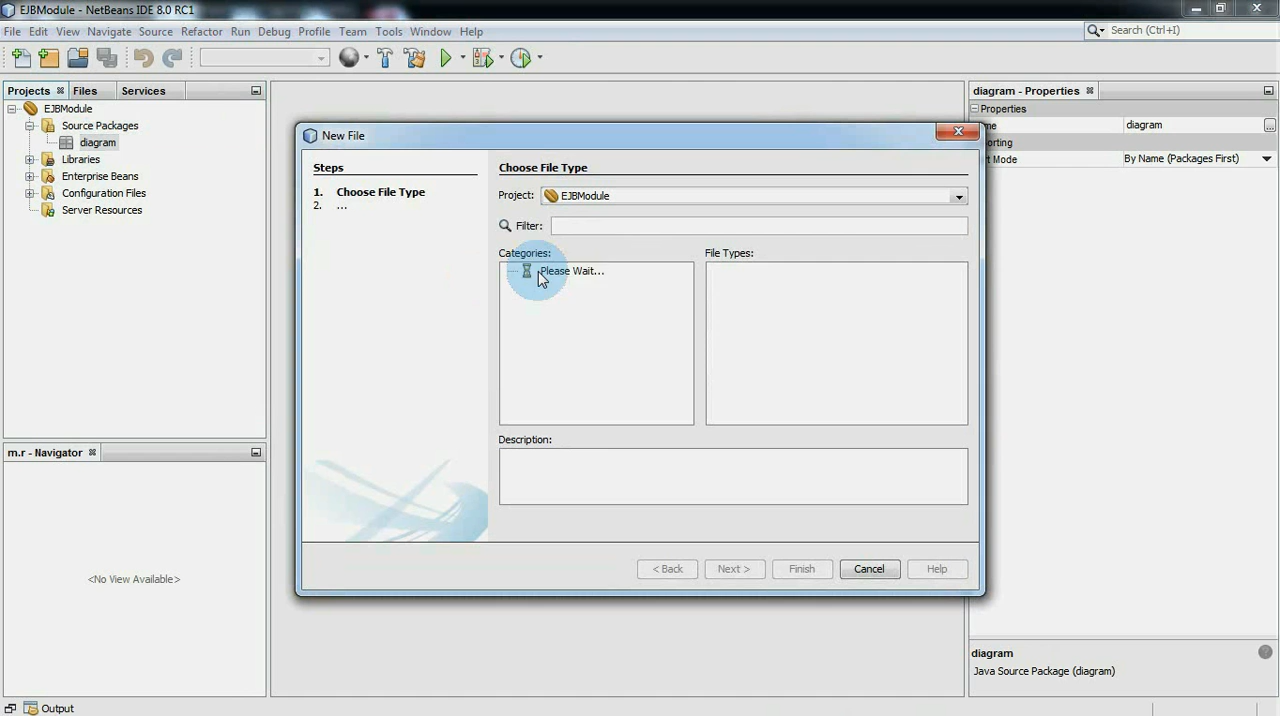 EJBModule - NetBeans IDE 8.0 RC1
File Edit View Navigate Source Refactor Run Debug Profile Team Tools Window Help
Search (Ctrl+I)
Projects Files Services
EJBModule
Source Packages
diagram
Libraries
Enterprise Beans
Configuration Files
Server Resources
m.r - Navigator
<No View Available>
New File
Steps
1. Choose File Type
2. ...
Choose File Type
Project: EJBModule
Filter:
Categories:
Please Wait...
File Types:
Description:
< Back Next > Finish Cancel Help
diagram - Properties
Properties
me diagram ...
orting
t Mode By Name (Packages First)
diagram
Java Source Package (diagram)
Output